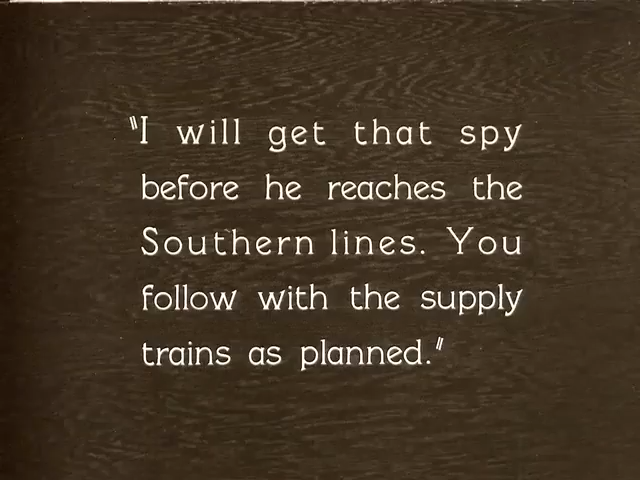 "I will get that spy
before he reaches the
Southern lines. You
follow with the supply
trains as planned."